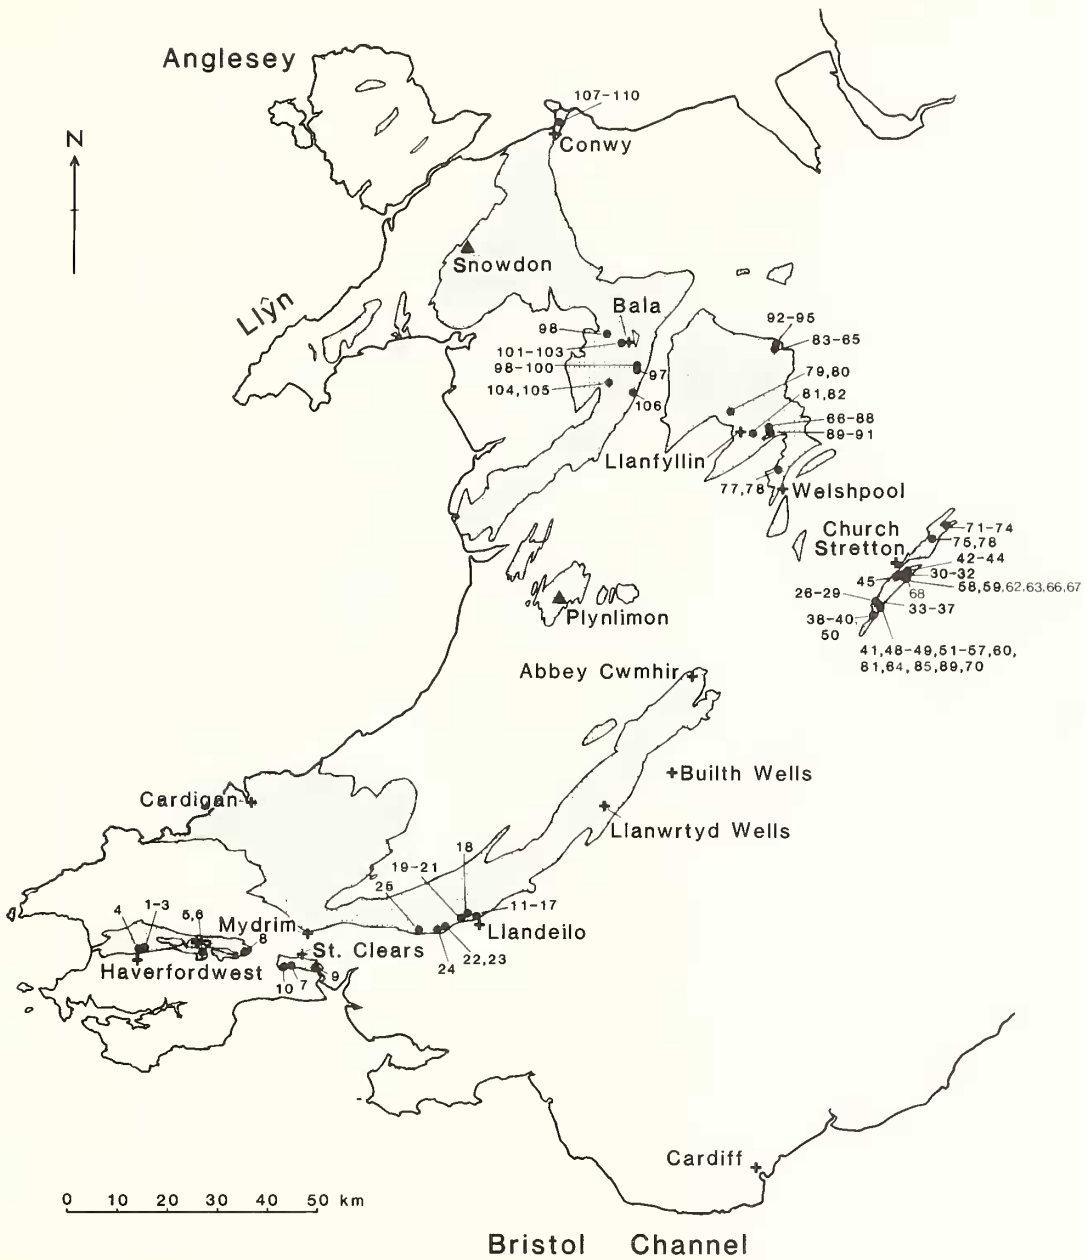 Anglesey
107-110
N
Conwy
Snowdon
Llŷn
Bala
98
92-95
83-65
101-103
98-100
97
79,80
104,105
81,82
106
66-88
89-91
Llanfyllin
77,78
Welshpool
Church
Stretton
71-74
75,78
42-44
45
30-32
58,59,62,63,66,67
68
26-29
33-37
38-40,
50
41,48-49,51-57,60,
81,64,85,89,70
Plynlimon
Abbey Cwmhir
Builth Wells
Cardigan
Llanwrtyd Wells
18
19-21
25
11-17
4
1-3
5,6
Mydrim
8
Llandeilo
St. Clears
22,23
24
Haverfordwest
9
10
7
Cardiff
0 10 20 30 40 50 km
Bristol Channel